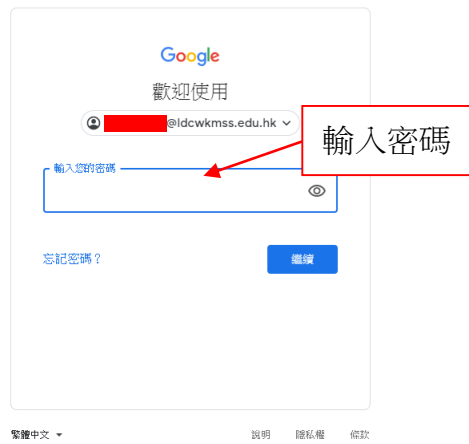 Google
歡迎使用
@ldcwkmss.edu.hk
輸入密碼
輸入您的密碼
忘記密碼？
繼續
繁體中文
說明 隱私權 條款